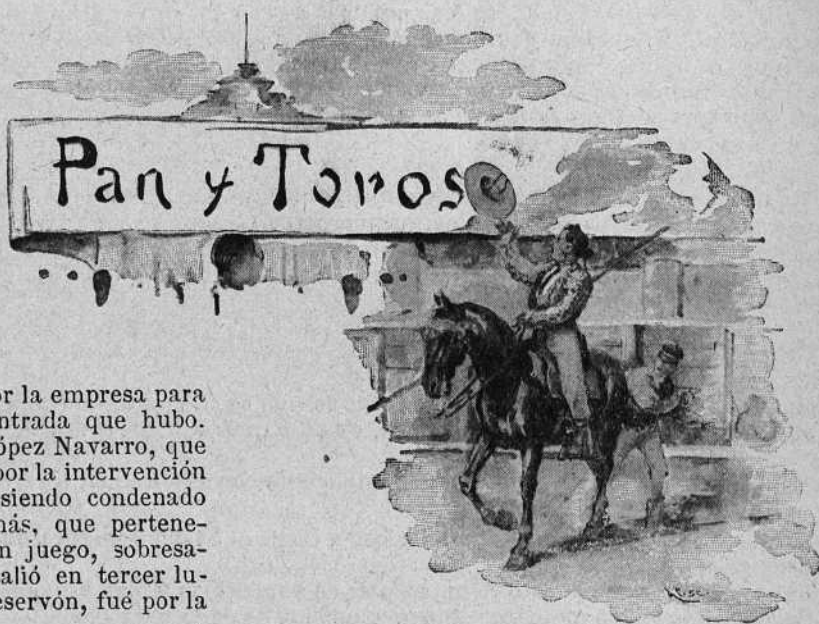 Pan y Toros
or la empresa para
ntrada que hubo.
ópez Navarro, que
por la intervención
siendo condenado
nás, que pertene-
n juego, sobresa-
alió en tercer lu-
eservón, fué por la